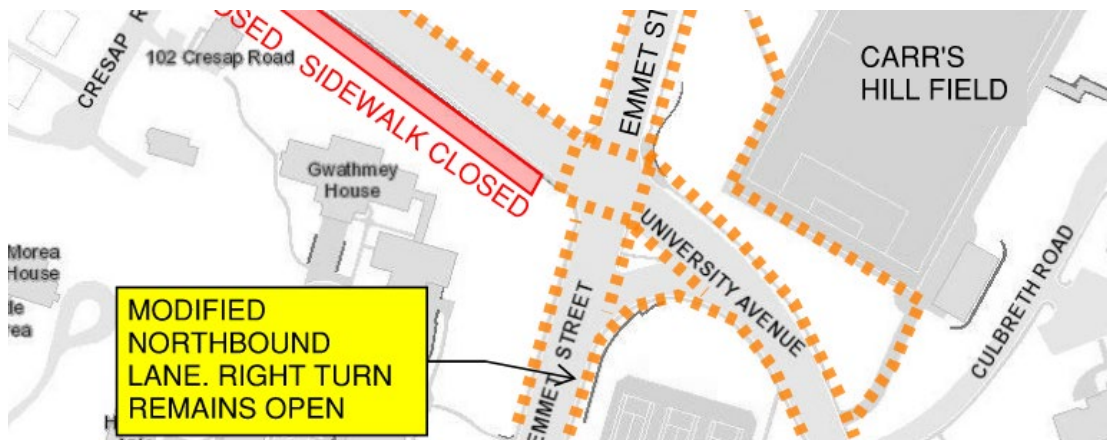 CRESAP R
102 Cresap Road
CLOSED SIDEWALK CLOSED
EMMET ST
CARR'S
HILL FIELD
Gwathmey
House
UNIVERSITY AVENUE
CULBRETH ROAD
Morea
House
MODIFIED
NORTHBOUND
LANE. RIGHT TURN
REMAINS OPEN
EMMET STREET